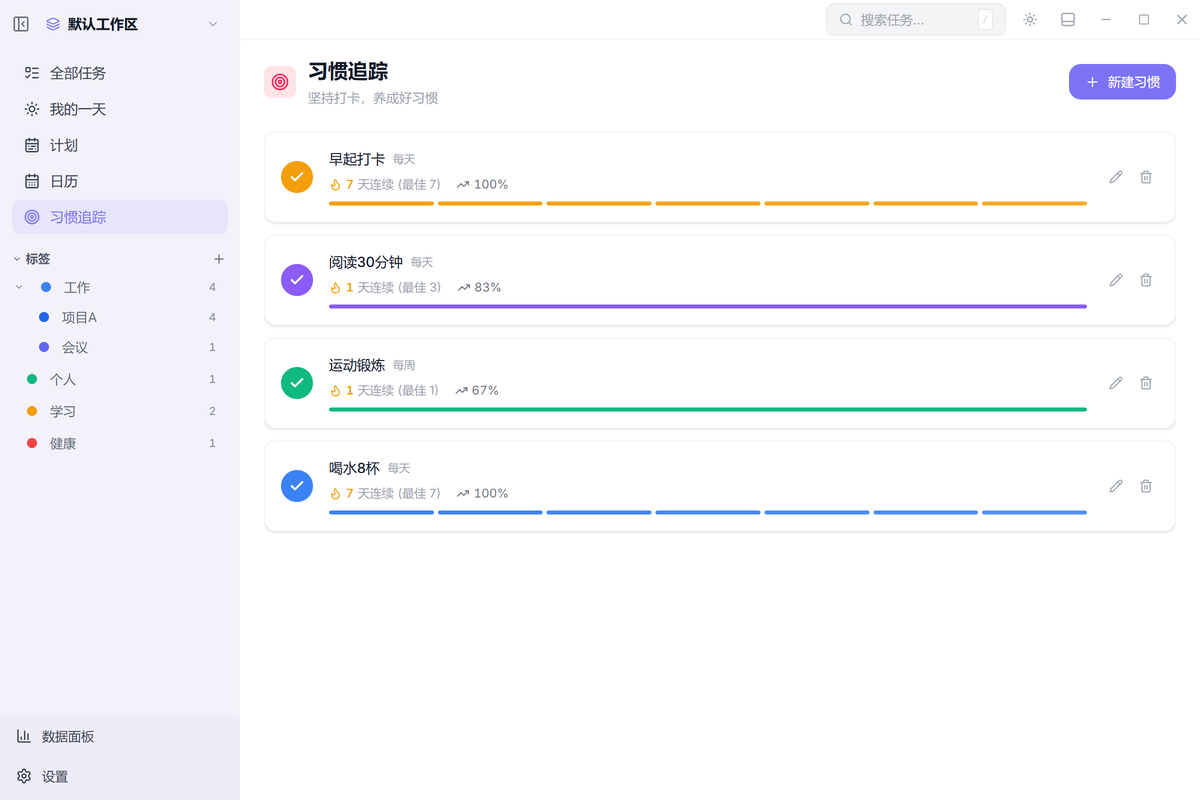 默认工作区
搜索任务... /
全部任务
我的一天
计划
日历
习惯追踪
标签
工作 4
项目A 4
会议 1
个人 1
学习 2
健康 1
数据面板
设置
习惯追踪
坚持打卡，养成好习惯
新建习惯
早起打卡 每天
7 天连续 (最佳 7) 100%
阅读30分钟 每天
1 天连续 (最佳 3) 83%
运动锻炼 每周
1 天连续 (最佳 1) 67%
喝水8杯 每天
7 天连续 (最佳 7) 100%